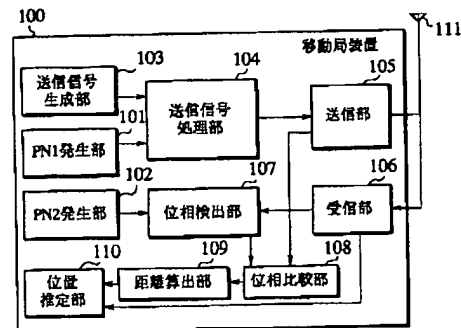 100
移動局装置
111
103
送信信号
生成部
104
送信信号
処理部
105
送信部
101
PN1発生部
102
PN2発生部
107
位相検出部
106
受信部
110
位置
推定部
109
距離算出部
108
位相比較部